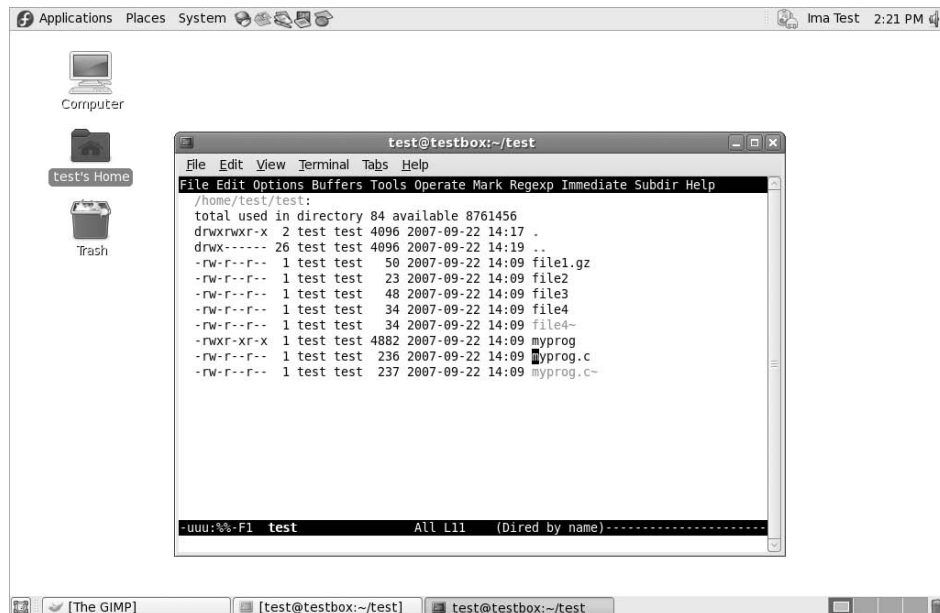 Applications Places System Ima Test 2:21 PM
Computer
test's Home
Trash
test@testbox:~/test
File Edit View Terminal Tabs Help
File Edit Options Buffers Tools Operate Mark Regexp Immediate Subdir Help
/home/test/test:
total used in directory 84 available 8761456
drwxrwxr-x 2 test test 4096 2007-09-22 14:17 .
drwx------ 26 test test 4096 2007-09-22 14:19 ..
-rw-r--r-- 1 test test 50 2007-09-22 14:09 file1.gz
-rw-r--r-- 1 test test 23 2007-09-22 14:09 file2
-rw-r--r-- 1 test test 48 2007-09-22 14:09 file3
-rw-r--r-- 1 test test 34 2007-09-22 14:09 file4
-rw-r--r-- 1 test test 34 2007-09-22 14:09 file4~
-rwxr-xr-x 1 test test 4882 2007-09-22 14:09 myprog
-rw-r--r-- 1 test test 236 2007-09-22 14:09 myprog.c
-rw-r--r-- 1 test test 237 2007-09-22 14:09 myprog.c~
-uuu:%%-F1 test All L11 (Dired by name)----------------------
[The GIMP] [test@testbox:~/test] test@testbox:~/test